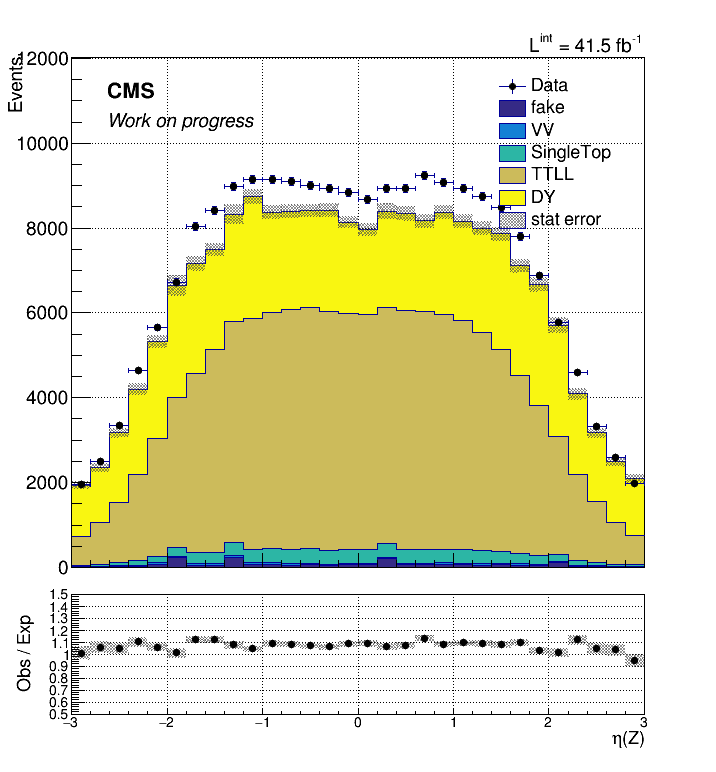 L^int = 41.5 fb^-1
Events
12000
10000
8000
6000
4000
2000
0
CMS
Work on progress
Data
fake
VV
SingleTop
TTLL
DY
stat error
Obs / Exp
1.5
1.4
1.3
1.2
1.1
1
0.9
0.8
0.7
0.6
0.5
−3
−2
−1
0
1
2
3
η(Z)